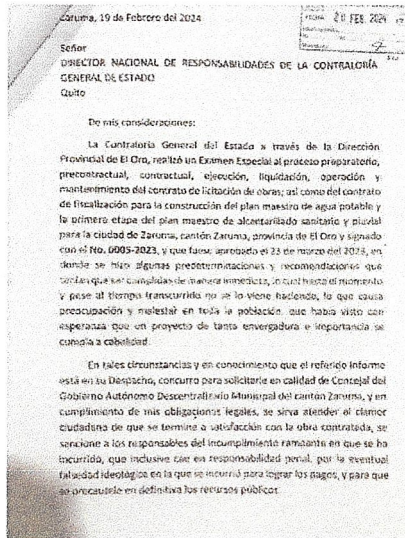 Zaruma, 19 de Febrero del 2024
FECHA 20 FEB. 2024
Señor
DIRECTOR NACIONAL DE RESPONSABILIDADES DE LA CONTRALORÍA
GENERAL DE ESTADO
Quito
De mis consideraciones:
La Contraloría General del Estado a través de la Dirección
Provincial de El Oro, realizó un Examen Especial al proceso preparatorio,
precontractual, contractual, ejecución, liquidación, operación y
mantenimiento del contrato de licitación de obras; así como del contrato
de fiscalización para la construcción del plan maestro de agua potable y
la primera etapa del plan maestro de alcantarillado sanitario y pluvial
para la ciudad de Zaruma, cantón Zaruma, provincia de El Oro y signado
con el No. 0005-2023, y que fuese aprobado el 23 de marzo del 2023, en
donde se hizo algunas predeterminaciones y recomendaciones que
tenían que ser cumplidas de manera inmediata, lo cual hasta el momento
y pese al tiempo transcurrido no se lo viene haciendo, lo que causa
preocupación y malestar en toda la población, que había visto con
esperanza que un proyecto de tanta envergadura e importancia se
cumpla a cabalidad.
En tales circunstancias y en conocimiento que el referido informe
está en su Despacho, concurro para solicitarle en calidad de Concejal del
Gobierno Autónomo Descentralizado Municipal del cantón Zaruma, y en
cumplimiento de mis obligaciones legales, se sirva atender el clamor
ciudadano de que se termine a satisfacción con la obra contratada, se
sancione a los responsables del incumplimiento rampante en que se ha
incurrido, que inclusive cae en responsabilidad penal, por la eventual
falsedad ideológica en la que se incurrió para lograr los pagos, y para que
se precautele en definitiva los recursos públicos.